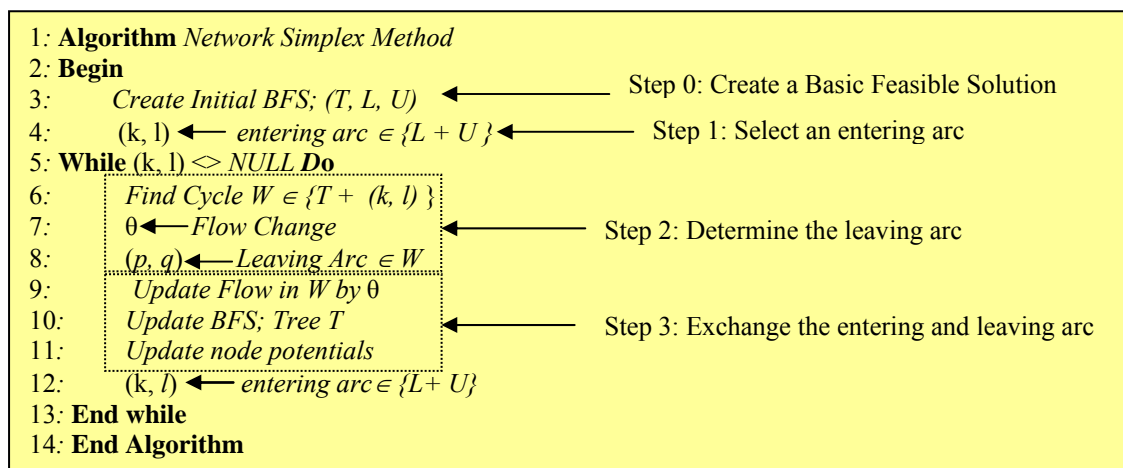 1: Algorithm Network Simplex Method
2: Begin
3: Create Initial BFS; (T, L, U) Step 0: Create a Basic Feasible Solution
4: (k, l) ← entering arc ∈ {L + U } Step 1: Select an entering arc
5: While (k, l) <> NULL Do
6: Find Cycle W ∈ {T + (k, l) }
7: θ ← Flow Change Step 2: Determine the leaving arc
8: (p, q) ← Leaving Arc ∈ W
9: Update Flow in W by θ
10: Update BFS; Tree T Step 3: Exchange the entering and leaving arc
11: Update node potentials
12: (k, l) ← entering arc ∈ {L+ U}
13: End while
14: End Algorithm